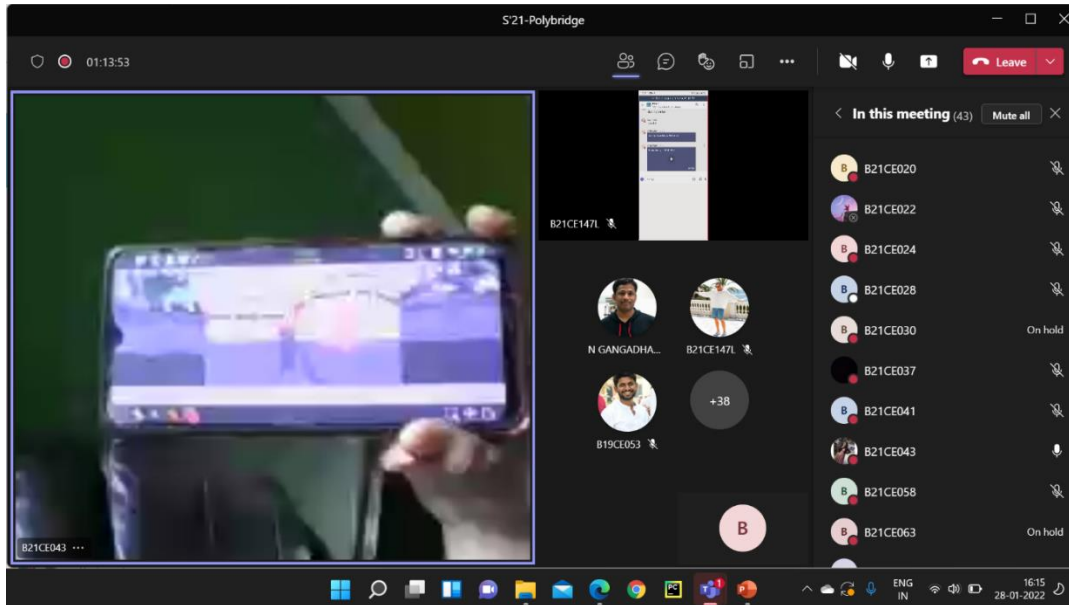 S'21-Polybridge
01:13:53
Leave
In this meeting (43)
Mute all
B21CE020
B21CE022
B21CE024
B21CE028
B21CE030
On hold
B21CE037
B21CE041
B21CE043
B21CE058
B21CE063
On hold
B21CE147L
N GANGADHA...
B21CE147L
B19CE053
+38
B
B21CE043 ...
ENG
IN
16:15
28-01-2022